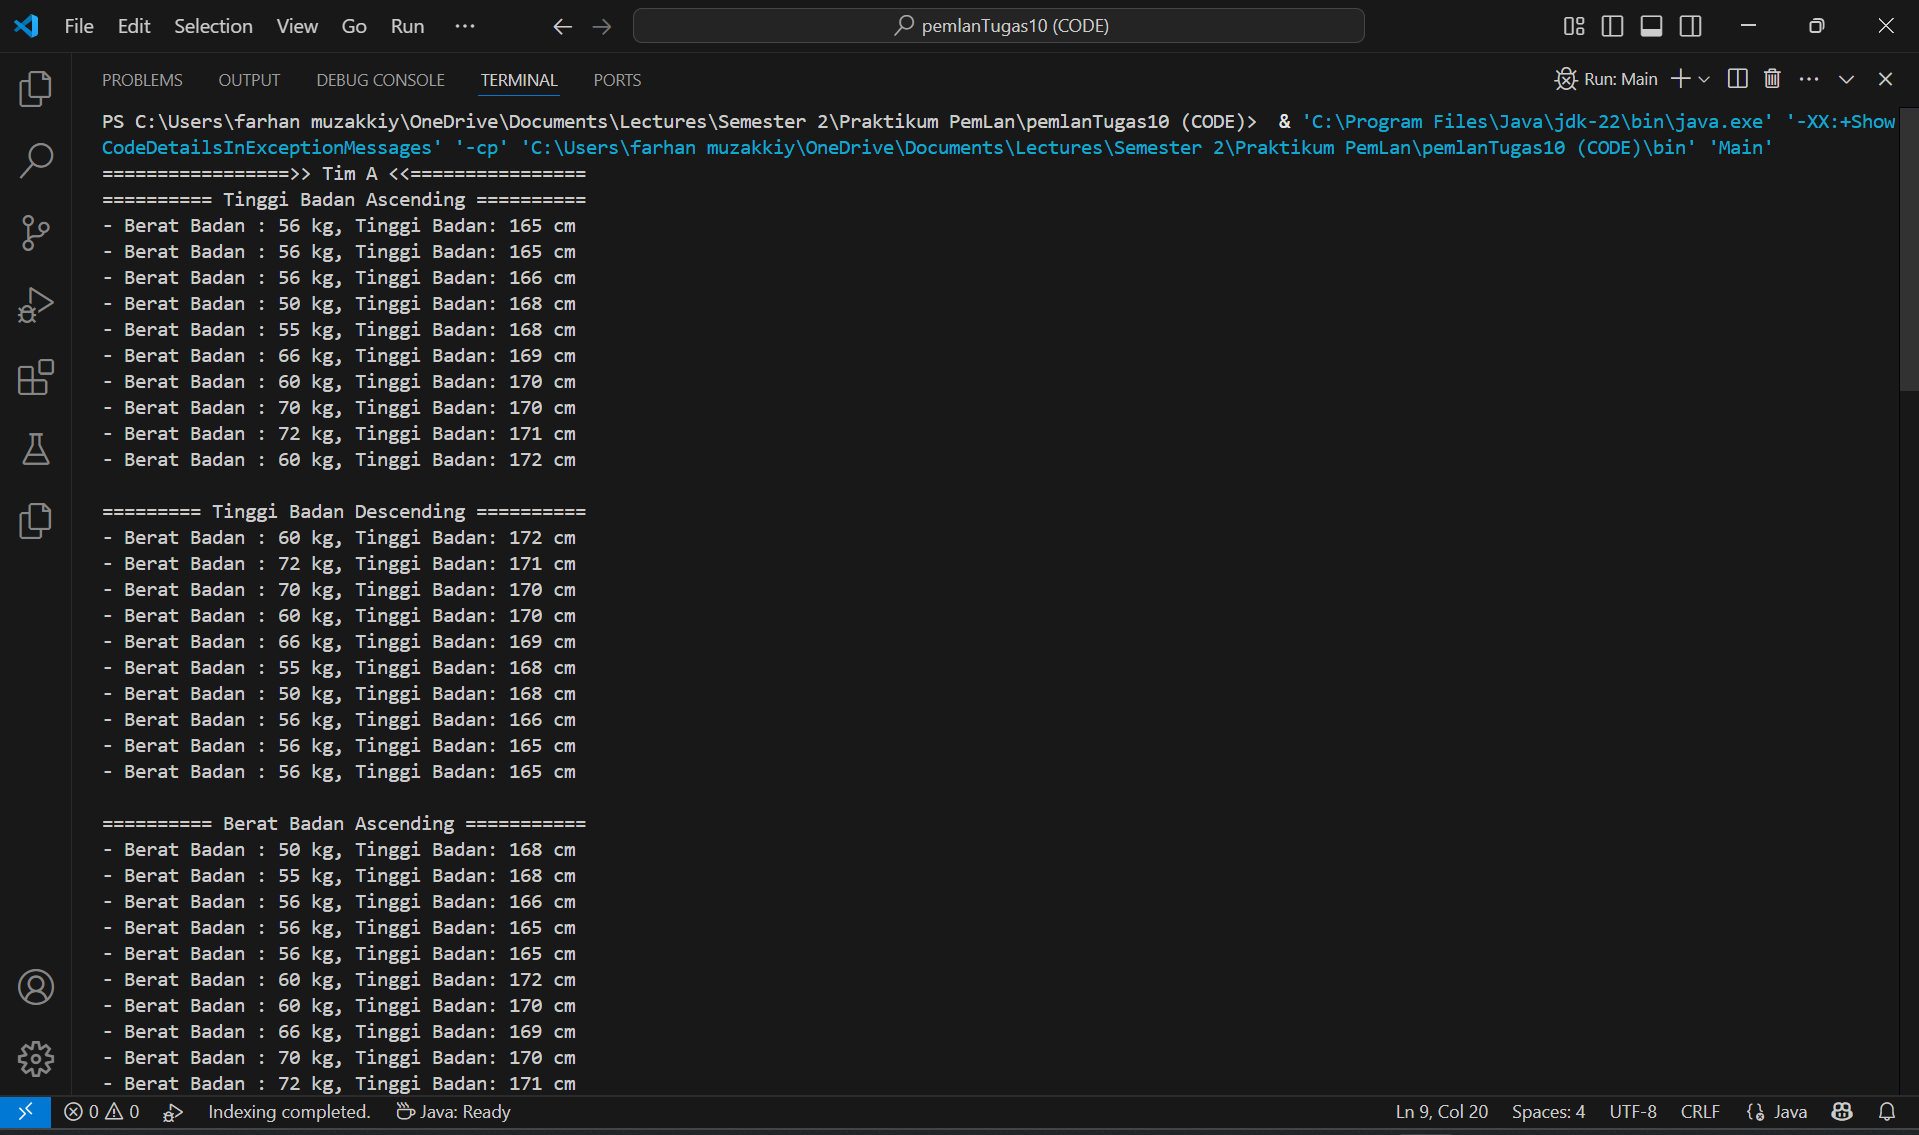 File Edit Selection View Go Run ··· pemlanTugas10 (CODE)
PROBLEMS OUTPUT DEBUG CONSOLE TERMINAL PORTS Run: Main
PS C:\Users\farhan muzakkiy\OneDrive\Documents\Lectures\Semester 2\Praktikum PemLan\pemlanTugas10 (CODE)>  & 'C:\Program Files\Java\jdk-22\bin\java.exe' '-XX:+Show
CodeDetailsInExceptionMessages' '-cp' 'C:\Users\farhan muzakkiy\OneDrive\Documents\Lectures\Semester 2\Praktikum PemLan\pemlanTugas10 (CODE)\bin' 'Main'
=================>> Tim A <<================
========== Tinggi Badan Ascending ==========
- Berat Badan : 56 kg, Tinggi Badan: 165 cm
- Berat Badan : 56 kg, Tinggi Badan: 165 cm
- Berat Badan : 56 kg, Tinggi Badan: 166 cm
- Berat Badan : 50 kg, Tinggi Badan: 168 cm
- Berat Badan : 55 kg, Tinggi Badan: 168 cm
- Berat Badan : 66 kg, Tinggi Badan: 169 cm
- Berat Badan : 60 kg, Tinggi Badan: 170 cm
- Berat Badan : 70 kg, Tinggi Badan: 170 cm
- Berat Badan : 72 kg, Tinggi Badan: 171 cm
- Berat Badan : 60 kg, Tinggi Badan: 172 cm
========= Tinggi Badan Descending ==========
- Berat Badan : 60 kg, Tinggi Badan: 172 cm
- Berat Badan : 72 kg, Tinggi Badan: 171 cm
- Berat Badan : 70 kg, Tinggi Badan: 170 cm
- Berat Badan : 60 kg, Tinggi Badan: 170 cm
- Berat Badan : 66 kg, Tinggi Badan: 169 cm
- Berat Badan : 55 kg, Tinggi Badan: 168 cm
- Berat Badan : 50 kg, Tinggi Badan: 168 cm
- Berat Badan : 56 kg, Tinggi Badan: 166 cm
- Berat Badan : 56 kg, Tinggi Badan: 165 cm
- Berat Badan : 56 kg, Tinggi Badan: 165 cm
========== Berat Badan Ascending ===========
- Berat Badan : 50 kg, Tinggi Badan: 168 cm
- Berat Badan : 55 kg, Tinggi Badan: 168 cm
- Berat Badan : 56 kg, Tinggi Badan: 166 cm
- Berat Badan : 56 kg, Tinggi Badan: 165 cm
- Berat Badan : 56 kg, Tinggi Badan: 165 cm
- Berat Badan : 60 kg, Tinggi Badan: 172 cm
- Berat Badan : 60 kg, Tinggi Badan: 170 cm
- Berat Badan : 66 kg, Tinggi Badan: 169 cm
- Berat Badan : 70 kg, Tinggi Badan: 170 cm
- Berat Badan : 72 kg, Tinggi Badan: 171 cm
0 0 Indexing completed. Java: Ready Ln 9, Col 20 Spaces: 4 UTF-8 CRLF Java